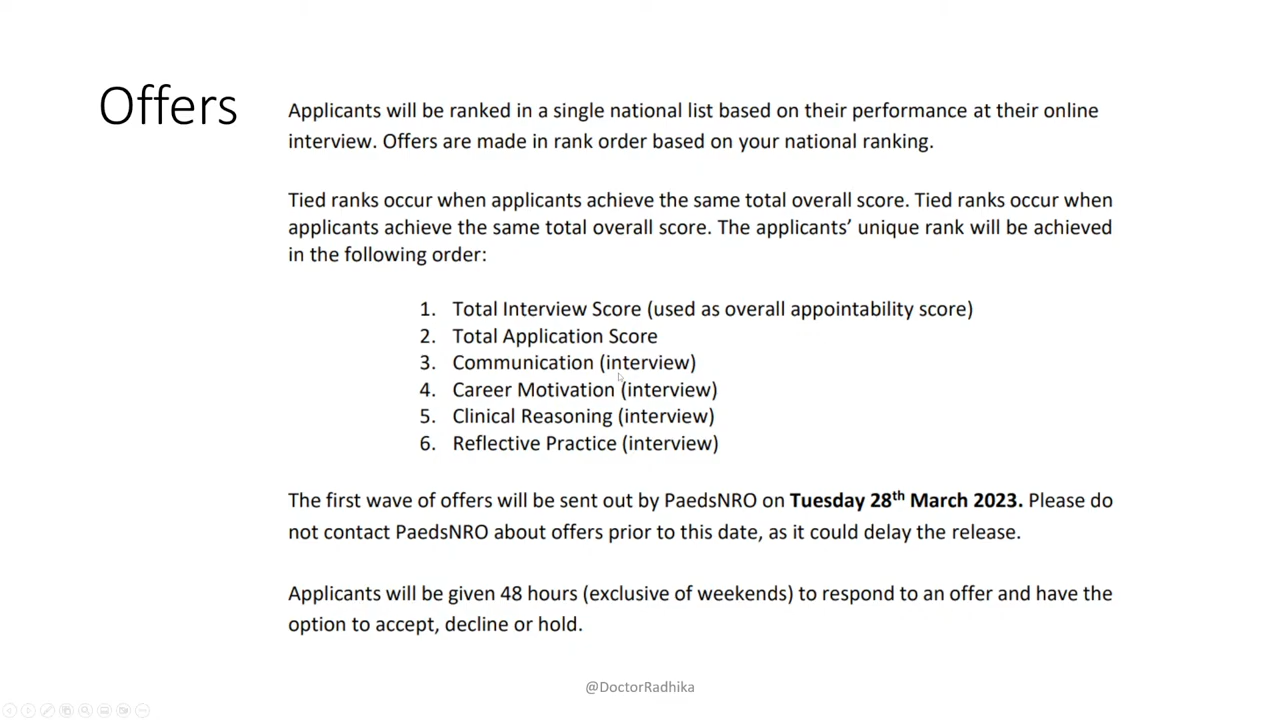 Offers
Applicants will be ranked in a single national list based on their performance at their online
interview. Offers are made in rank order based on your national ranking.
Tied ranks occur when applicants achieve the same total overall score. Tied ranks occur when
applicants achieve the same total overall score. The applicants’ unique rank will be achieved
in the following order:
1. Total Interview Score (used as overall appointability score)
2. Total Application Score
3. Communication (interview)
4. Career Motivation (interview)
5. Clinical Reasoning (interview)
6. Reflective Practice (interview)
The first wave of offers will be sent out by PaedsNRO on Tuesday 28th March 2023. Please do
not contact PaedsNRO about offers prior to this date, as it could delay the release.
Applicants will be given 48 hours (exclusive of weekends) to respond to an offer and have the
option to accept, decline or hold.
@DoctorRadhika